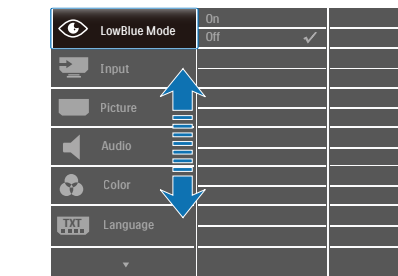 LowBlue Mode
On
Off
Input
Picture
Audio
Color
TXT
Language